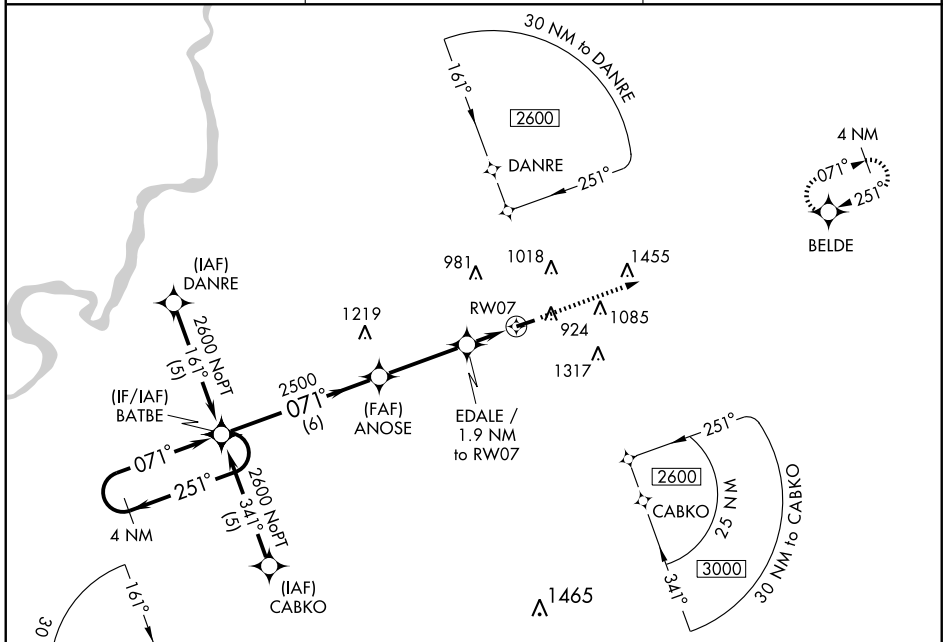 30 NM to DANRE
161°
2600
DANRE
251°
4 NM
071°
251°
BELDE
(IAF)
DANRE
2600 NoPT
161°
(5)
981
1018
1455
1219
RW07
924
1085
1317
(IF/IAF)
BATBE
2500
071°
(6)
(FAF)
ANOSE
EDALE /
1.9 NM
to RW07
071°
251°
4 NM
2600 NoPT
341°
(5)
(IAF)
CABKO
251°
2600
CABKO
25 NM
3000
30 NM to CABKO
341°
1465
161°
30